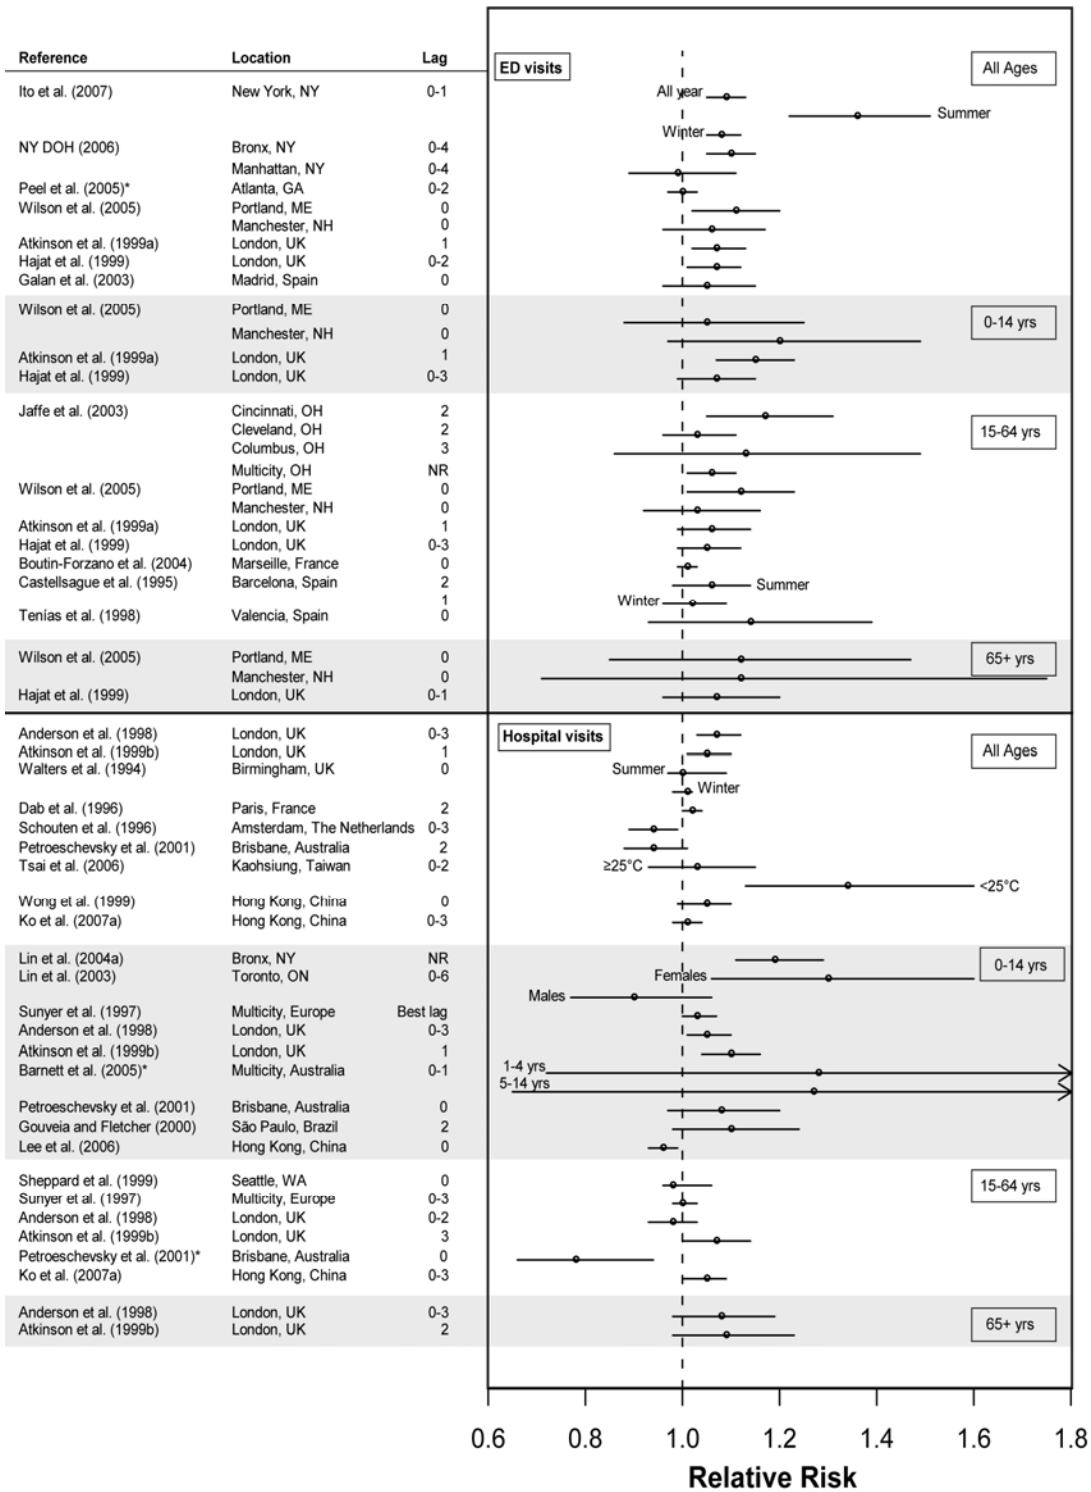 Reference Location Lag
ED visits All Ages
Ito et al. (2007) New York, NY 0-1 All year
Summer
Winter
NY DOH (2006) Bronx, NY 0-4
Manhattan, NY 0-4
Peel et al. (2005)* Atlanta, GA 0-2
Wilson et al. (2005) Portland, ME 0
Manchester, NH 0
Atkinson et al. (1999a) London, UK 1
Hajat et al. (1999) London, UK 0-2
Galan et al. (2003) Madrid, Spain 0
Wilson et al. (2005) Portland, ME 0
0-14 yrs
Manchester, NH 0
Atkinson et al. (1999a) London, UK 1
Hajat et al. (1999) London, UK 0-3
Jaffe et al. (2003) Cincinnati, OH 2
Cleveland, OH 2
15-64 yrs
Columbus, OH 3
Multicity, OH NR
Wilson et al. (2005) Portland, ME 0
Manchester, NH 0
Atkinson et al. (1999a) London, UK 1
Hajat et al. (1999) London, UK 0-3
Boutin-Forzano et al. (2004) Marseille, France 0
Castellsague et al. (1995) Barcelona, Spain 2 Summer
1 Winter
Tenías et al. (1998) Valencia, Spain 0
Wilson et al. (2005) Portland, ME 0 65+ yrs
Manchester, NH 0
Hajat et al. (1999) London, UK 0-1
Anderson et al. (1998) London, UK 0-3 Hospital visits
Atkinson et al. (1999b) London, UK 1 All Ages
Walters et al. (1994) Birmingham, UK 0 Summer
Winter
Dab et al. (1996) Paris, France 2
Schouten et al. (1996) Amsterdam, The Netherlands 0-3
Petroeschevsky et al. (2001) Brisbane, Australia 2
Tsai et al. (2006) Kaohsiung, Taiwan 0-2 ≥25°C
<25°C
Wong et al. (1999) Hong Kong, China 0
Ko et al. (2007a) Hong Kong, China 0-3
Lin et al. (2004a) Bronx, NY NR 0-14 yrs
Lin et al. (2003) Toronto, ON 0-6 Females
Males
Sunyer et al. (1997) Multicity, Europe Best lag
Anderson et al. (1998) London, UK 0-3
Atkinson et al. (1999b) London, UK 1
Barnett et al. (2005)* Multicity, Australia 0-1 1-4 yrs
5-14 yrs
Petroeschevsky et al. (2001) Brisbane, Australia 0
Gouveia and Fletcher (2000) São Paulo, Brazil 2
Lee et al. (2006) Hong Kong, China 0
Sheppard et al. (1999) Seattle, WA 0 15-64 yrs
Sunyer et al. (1997) Multicity, Europe 0-3
Anderson et al. (1998) London, UK 0-2
Atkinson et al. (1999b) London, UK 3
Petroeschevsky et al. (2001)* Brisbane, Australia 0
Ko et al. (2007a) Hong Kong, China 0-3
Anderson et al. (1998) London, UK 0-3
65+ yrs
Atkinson et al. (1999b) London, UK 2
0.6 0.8 1.0 1.2 1.4 1.6 1.8
Relative Risk